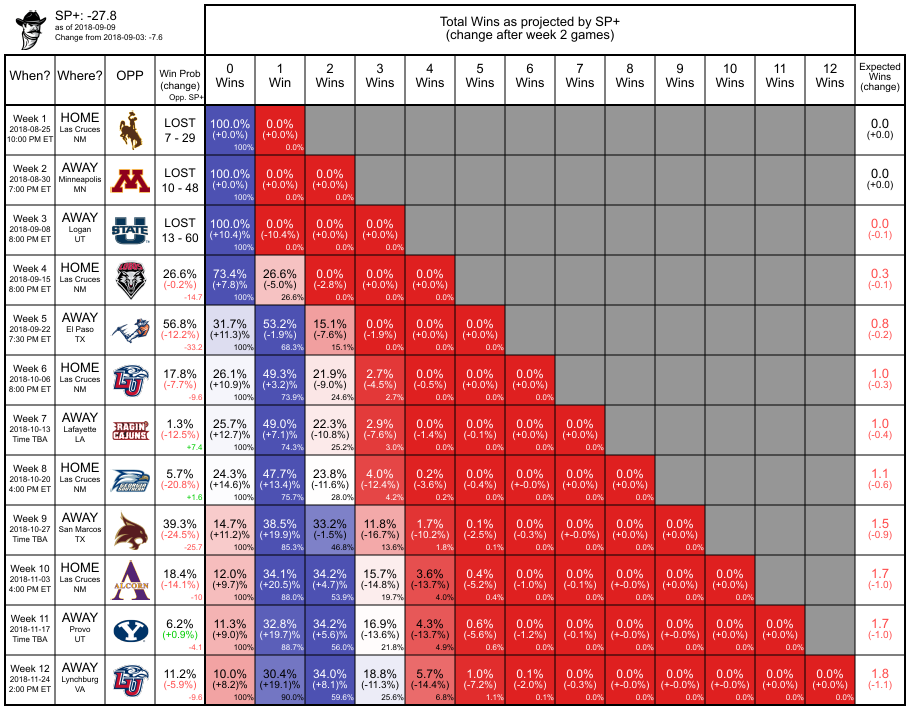 SP+: -27.8
as of 2018-09-09
Change from 2018-09-03: -7.6
Total Wins as projected by SP+
(change after week 2 games)
When? Where? OPP Win Prob (change) Opp. SP+ 0 Wins 1 Win 2 Wins 3 Wins 4 Wins 5 Wins 6 Wins 7 Wins 8 Wins 9 Wins 10 Wins 11 Wins 12 Wins Expected Wins (change)
Week 1 HOME LOST 100.0% 0.0% 0.0
2018-08-25 Las Cruces 7 - 29 (+0.0%) (+0.0%) (+0.0)
10:00 PM ET NM 100% 0.0%
Week 2 AWAY LOST 100.0% 0.0% 0.0% 0.0
2018-08-30 Minneapolis 10 - 48 (+0.0%) (+0.0%) (+0.0%) (+0.0)
7:00 PM ET MN 100% 0.0% 0.0%
Week 3 AWAY STATE LOST 100.0% 0.0% 0.0% 0.0% 0.0
2018-09-08 Logan 13 - 60 (+10.4)% (-10.4%) (+0.0%) (+0.0%) (-0.1)
8:00 PM ET UT 100% 0.0% 0.0% 0.0%
Week 4 HOME 26.6% 73.4% 26.6% 0.0% 0.0% 0.0% 0.3
2018-09-15 Las Cruces (-0.2%) (+7.8)% (-5.0%) (-2.8%) (+0.0%) (+0.0%) (-0.1)
8:00 PM ET NM -14.7 100% 26.6% 0.0% 0.0% 0.0%
Week 5 AWAY 56.8% 31.7% 53.2% 15.1% 0.0% 0.0% 0.0% 0.8
2018-09-22 El Paso (-12.2%) (+11.3)% (-1.9%) (-7.6%) (-1.9%) (+0.0%) (+0.0%) (-0.2)
7:30 PM ET TX -33.2 100% 68.3% 15.1% 0.0% 0.0% 0.0%
Week 6 HOME LU 17.8% 26.1% 49.3% 21.9% 2.7% 0.0% 0.0% 0.0% 1.0
2018-10-06 Las Cruces (-7.7%) (+10.9)% (+3.2%) (-9.0%) (-4.5%) (-0.5%) (+0.0%) (+0.0%) (-0.3)
8:00 PM ET NM -9.6 100% 73.9% 24.6% 2.7% 0.0% 0.0% 0.0%
Week 7 AWAY RAGIN' CAJUNS 1.3% 25.7% 49.0% 22.3% 2.9% 0.0% 0.0% 0.0% 0.0% 1.0
2018-10-13 Lafayette (-12.5%) (+12.7)% (+7.1%) (-10.8%) (-7.6%) (-1.4%) (-0.1%) (+0.0%) (+0.0%) (-0.4)
Time TBA LA +7.4 100% 74.3% 25.2% 3.0% 0.0% 0.0% 0.0% 0.0%
Week 8 HOME GEORGIA SOUTHERN 5.7% 24.3% 47.7% 23.8% 4.0% 0.2% 0.0% 0.0% 0.0% 0.0% 1.1
2018-10-20 Las Cruces (-20.8%) (+14.6)% (+13.4%) (-11.6%) (-12.4%) (-3.6%) (-0.4%) (+-0.0%) (+0.0%) (+0.0%) (-0.6)
4:00 PM ET NM +1.6 100% 75.7% 28.0% 4.2% 0.2% 0.0% 0.0% 0.0% 0.0%
Week 9 AWAY 39.3% 14.7% 38.5% 33.2% 11.8% 1.7% 0.1% 0.0% 0.0% 0.0% 0.0% 1.5
2018-10-27 San Marcos (-24.5%) (+11.2)% (+19.9%) (-1.5%) (-16.7%) (-10.2%) (-2.5%) (-0.3%) (+-0.0%) (+0.0%) (+0.0%) (-0.9)
Time TBA TX -25.7 100% 85.3% 46.8% 13.6% 1.8% 0.1% 0.0% 0.0% 0.0% 0.0%
Week 10 HOME ALCORN 18.4% 12.0% 34.1% 34.2% 15.7% 3.6% 0.4% 0.0% 0.0% 0.0% 0.0% 0.0% 1.7
2018-11-03 Las Cruces (-14.1%) (+9.7)% (+20.5%) (+4.7%) (-14.8%) (-13.7%) (-5.2%) (-1.0%) (-0.1%) (+-0.0%) (+0.0%) (+0.0%) (-1.0)
4:00 PM ET NM -10 100% 88.0% 53.9% 19.7% 4.0% 0.4% 0.0% 0.0% 0.0% 0.0% 0.0%
Week 11 AWAY Y 6.2% 11.3% 32.8% 34.2% 16.9% 4.3% 0.6% 0.0% 0.0% 0.0% 0.0% 0.0% 0.0% 1.7
2018-11-17 Provo (+0.9%) (+9.0)% (+19.7%) (+5.6%) (-13.6%) (-13.7%) (-5.6%) (-1.2%) (-0.1%) (+-0.0%) (+-0.0%) (+0.0%) (+0.0%) (-1.0)
Time TBA UT -4.1 100% 88.7% 56.0% 21.8% 4.9% 0.6% 0.0% 0.0% 0.0% 0.0% 0.0% 0.0%
Week 12 AWAY LU 11.2% 10.0% 30.4% 34.0% 18.8% 5.7% 1.0% 0.1% 0.0% 0.0% 0.0% 0.0% 0.0% 0.0% 1.8
2018-11-24 Lynchburg (-5.9%) (+8.2)% (+19.1%) (+8.1%) (-11.3%) (-14.4%) (-7.2%) (-2.0%) (-0.3%) (+-0.0%) (+-0.0%) (+0.0%) (+0.0%) (+0.0%) (-1.1)
2:00 PM ET VA -9.6 100% 90.0% 59.6% 25.6% 6.8% 1.1% 0.1% 0.0% 0.0% 0.0% 0.0% 0.0% 0.0%